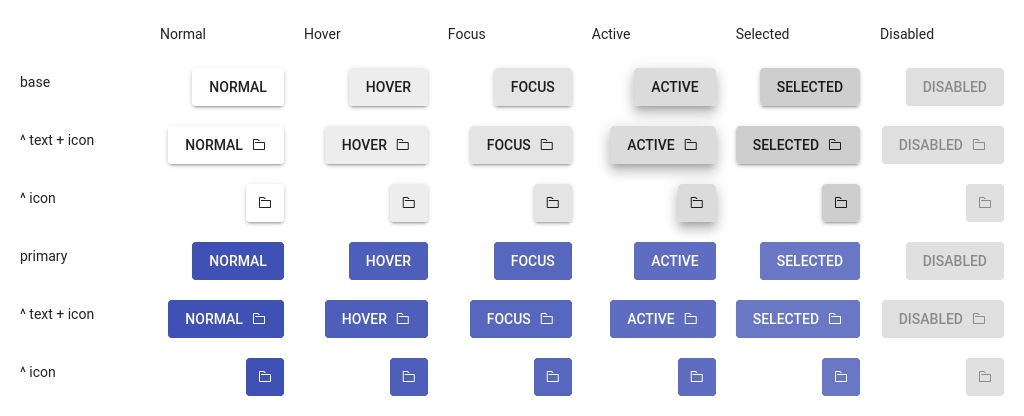 Normal Hover Focus Active Selected Disabled
base NORMAL HOVER FOCUS ACTIVE SELECTED DISABLED
^ text + icon NORMAL HOVER FOCUS ACTIVE SELECTED DISABLED
^ icon
primary NORMAL HOVER FOCUS ACTIVE SELECTED DISABLED
^ text + icon NORMAL HOVER FOCUS ACTIVE SELECTED DISABLED
^ icon